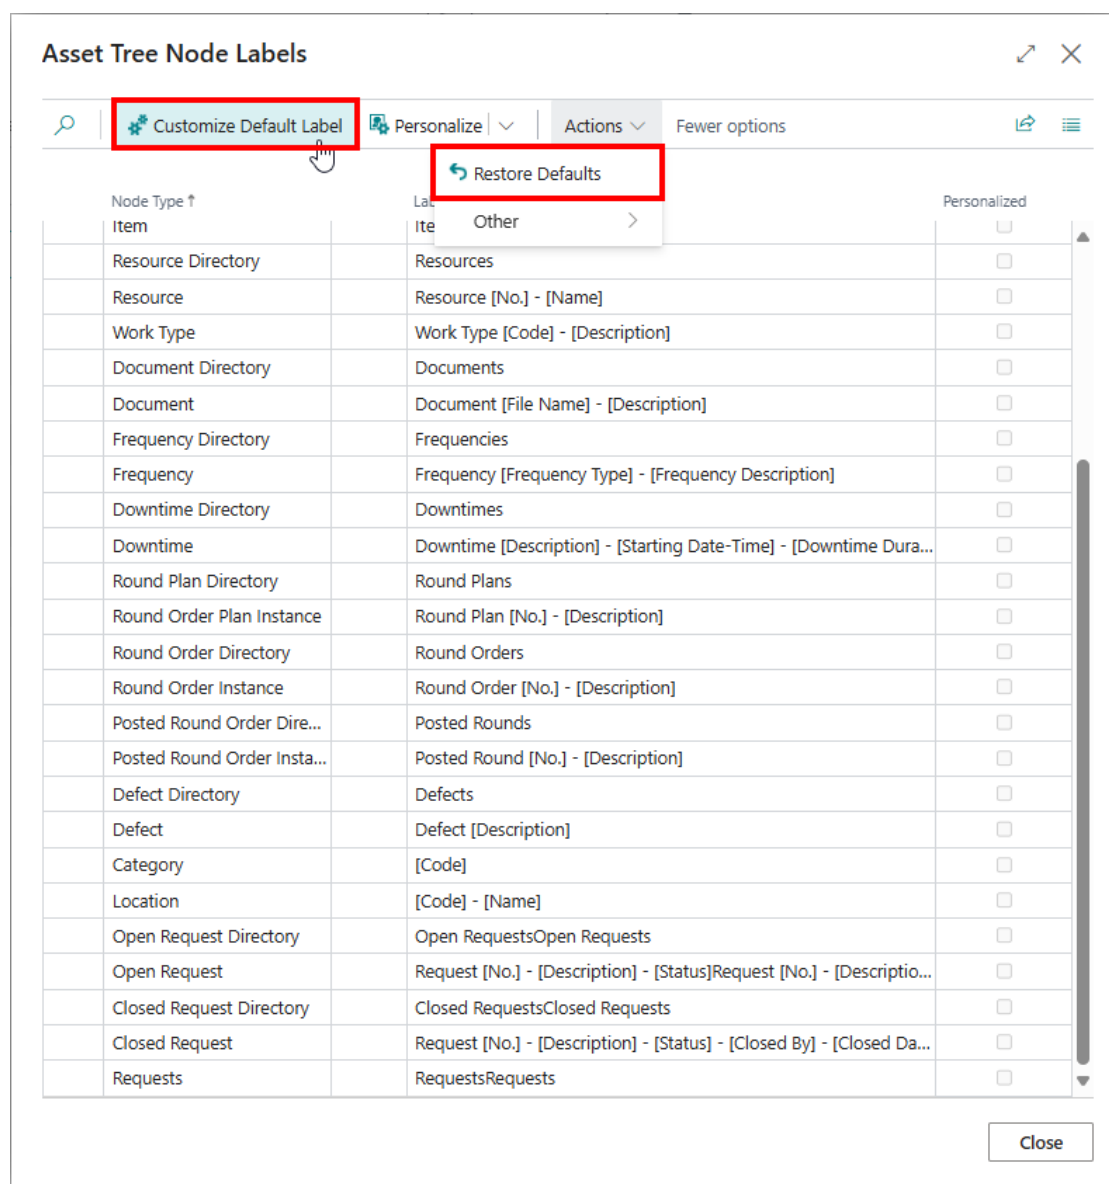 Asset Tree Node Labels
Customize Default Label Personalize Actions Fewer options
Restore Defaults
Other
Node Type ↑ Personalized
Item
Resource Directory Resources
Resource Resource [No.] - [Name]
Work Type Work Type [Code] - [Description]
Document Directory Documents
Document Document [File Name] - [Description]
Frequency Directory Frequencies
Frequency Frequency [Frequency Type] - [Frequency Description]
Downtime Directory Downtimes
Downtime Downtime [Description] - [Starting Date-Time] - [Downtime Dura...
Round Plan Directory Round Plans
Round Order Plan Instance Round Plan [No.] - [Description]
Round Order Directory Round Orders
Round Order Instance Round Order [No.] - [Description]
Posted Round Order Dire... Posted Rounds
Posted Round Order Insta... Posted Round [No.] - [Description]
Defect Directory Defects
Defect Defect [Description]
Category [Code]
Location [Code] - [Name]
Open Request Directory Open RequestsOpen Requests
Open Request Request [No.] - [Description] - [Status]Request [No.] - [Descriptio...
Closed Request Directory Closed RequestsClosed Requests
Closed Request Request [No.] - [Description] - [Status] - [Closed By] - [Closed Da...
Requests RequestsRequests
Close